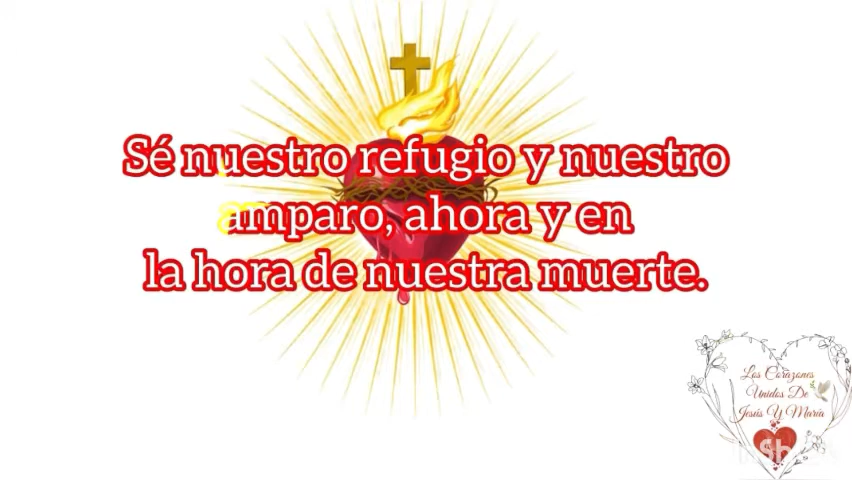 Sé nuestro refugio y nuestro
amparo, ahora y en
la hora de nuestra muerte.
Los Corazones
Unidos De
Jesús Y María